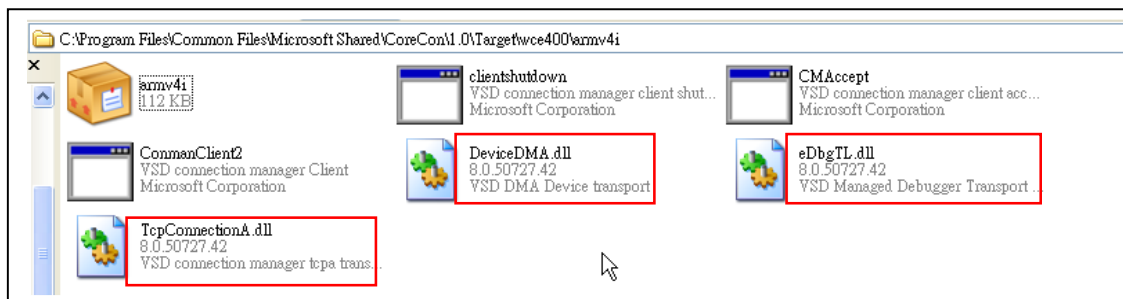 C:\Program Files\Common Files\Microsoft Shared\CoreCon\1.0\Target\wce400\armv4i
armv4i
112 KB
clientshutdown
VSD connection manager client shut...
Microsoft Corporation
CMAccept
VSD connection manager client acc...
Microsoft Corporation
ConmanClient2
VSD connection manager Client
Microsoft Corporation
DeviceDMA.dll
8.0.50727.42
VSD DMA Device transport
eDbgTL.dll
8.0.50727.42
VSD Managed Debugger Transport ...
TcpConnectionA.dll
8.0.50727.42
VSD connection manager tcpa trans...